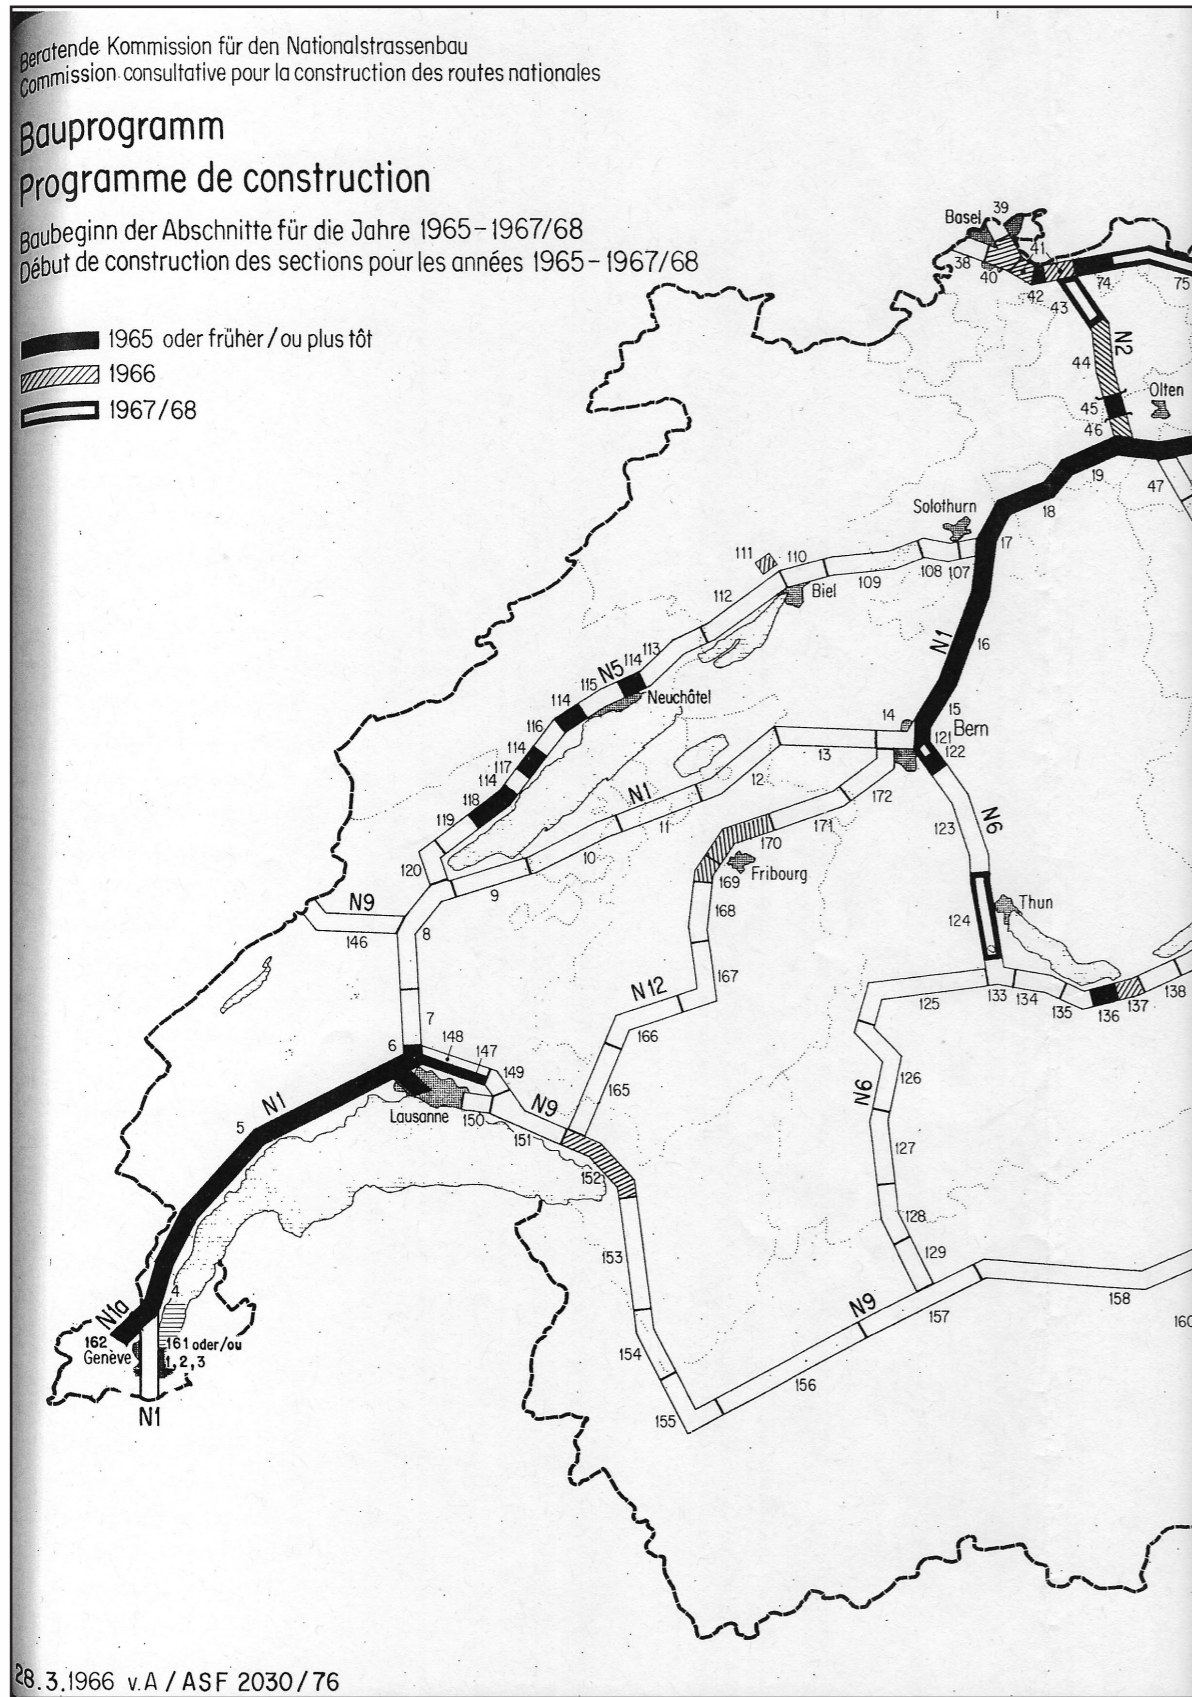 Beratende Kommission für den Nationalstrassenbau
Commission consultative pour la construction des routes nationales
Bauprogramm
Programme de construction
Baubeginn der Abschnitte für die Jahre 1965-1967/68
Début de construction des sections pour les années 1965-1967/68
1965 oder früher/ou plus tôt
1966
1967/68
Basel 39
38
40
41
42
74
75
43
N2
44
Olten
45
46
19
47
18
Solothurn
17
111
110
109
108
107
Biel
112
113
N1
16
N5
114
115
Neuchâtel
114
116
15
14
Bern
121
122
114
117
13
114
12
118
N1
172
119
11
N6
123
171
10
170
120
169
Fribourg
9
N9
168
124
Thun
146
8
167
N12
125
133
134
135
136
137
138
7
166
6
148
147
149
126
165
N6
N1
N9
Lausanne
150
5
151
127
152
128
153
129
4
N9
157
158
N1a
162
Genève
161 oder/ou
1, 2, 3
160
154
156
155
N1
28.3.1966 v.A / ASF 2030/76